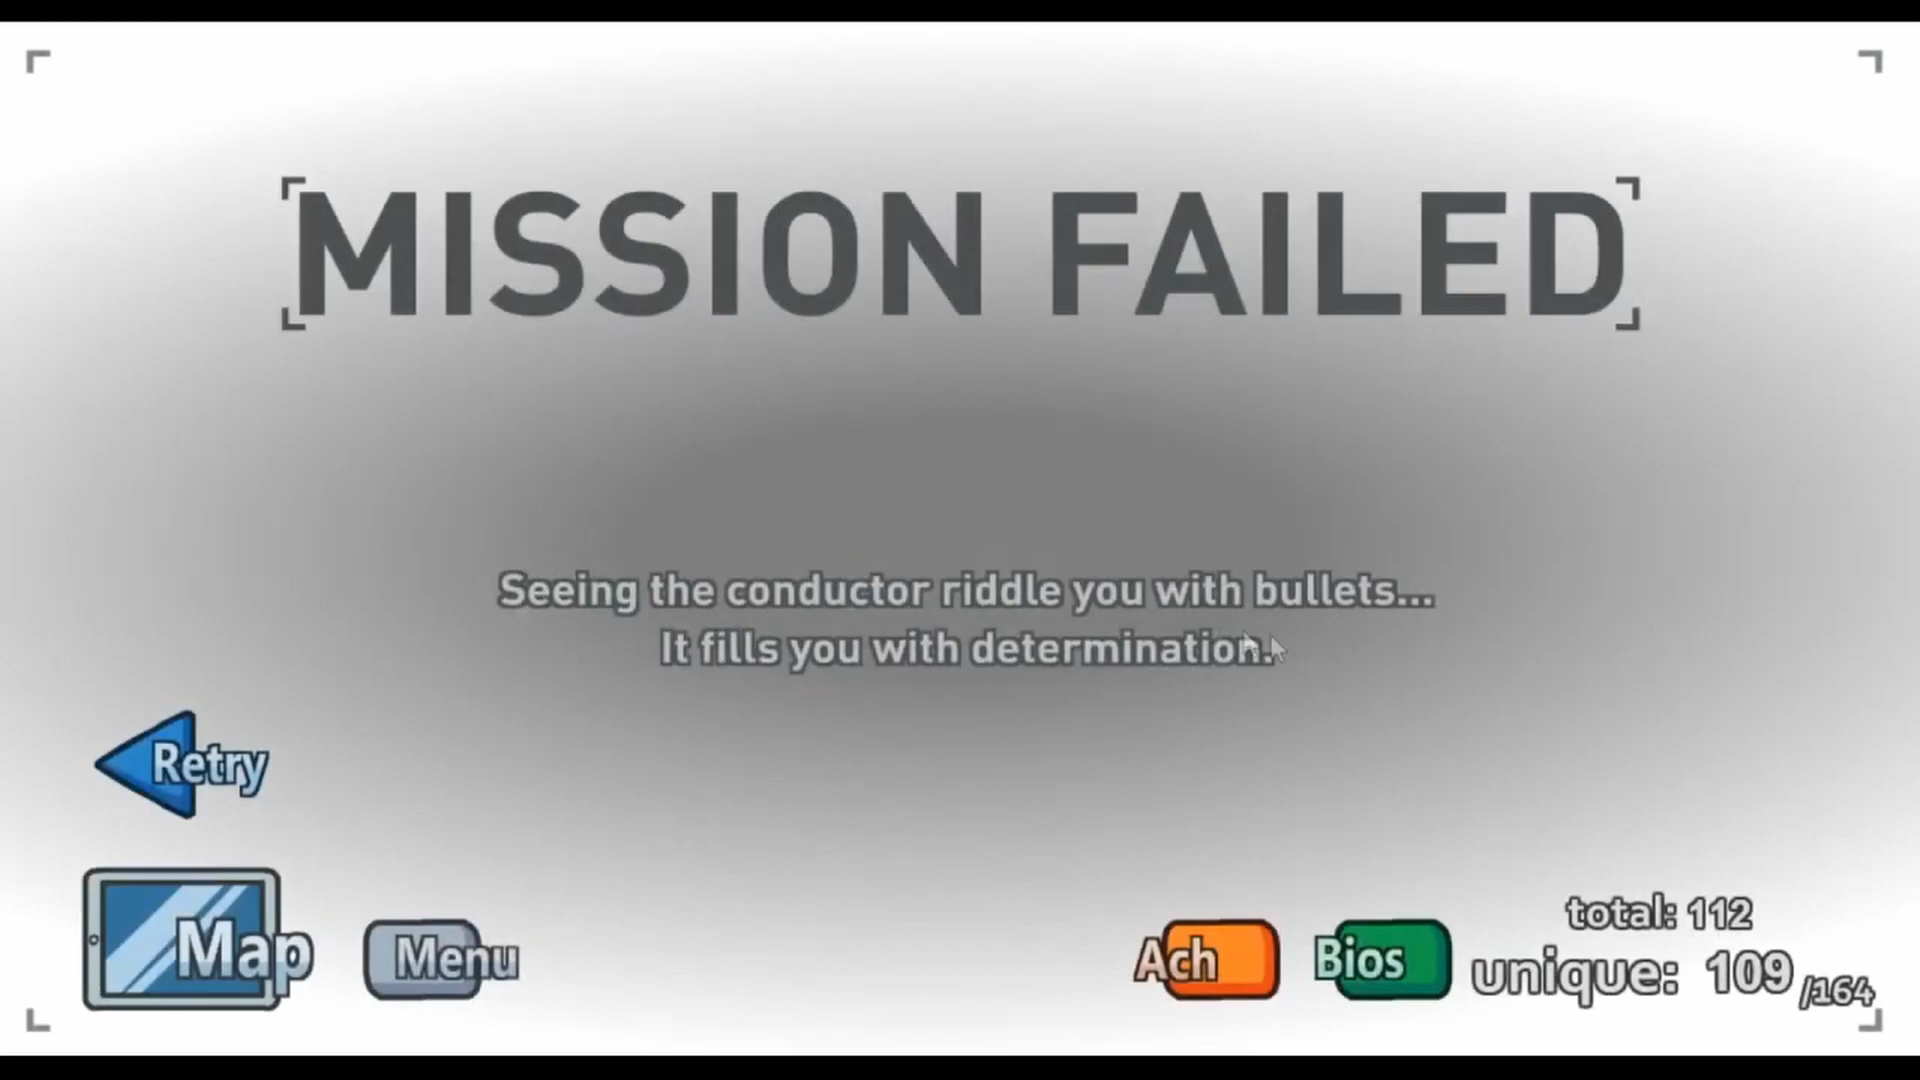 MISSION FAILED
Seeing the conductor riddle you with bullets...
It fills you with determination.
Retry
Map
Menu
Ach
Bios
total: 112
unique: 109 /164